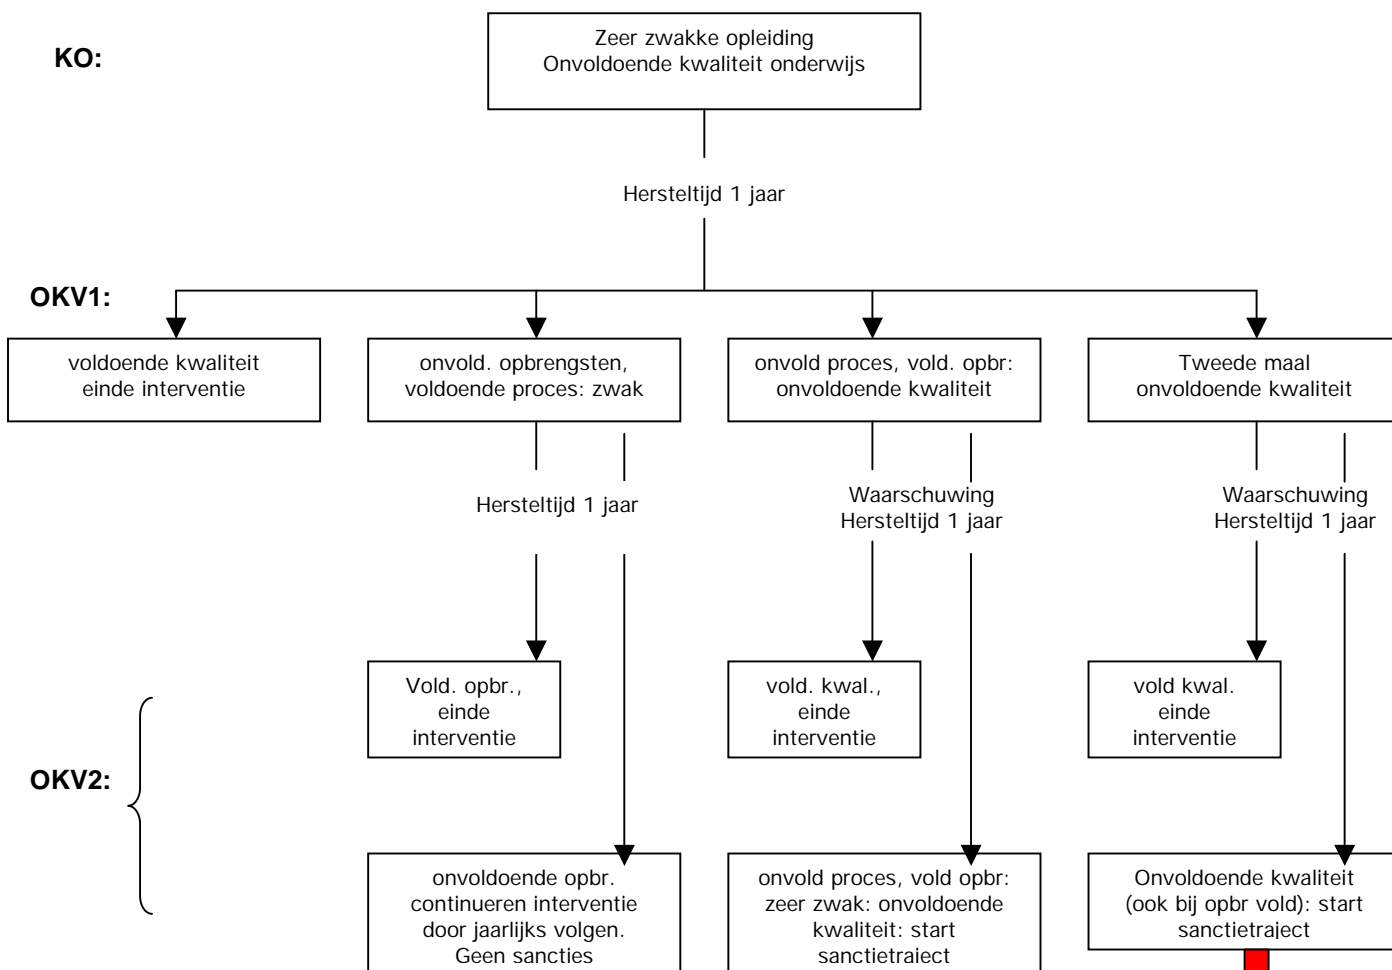 KO:
Zeer zwakke opleiding
Onvoldoende kwaliteit onderwijs
Hersteltijd 1 jaar
OKV1:
voldoende kwaliteit
einde interventie
onvold. opbrengsten,
voldoende proces: zwak
onvold proces, vold. opbr:
onvoldoende kwaliteit
Tweede maal
onvoldoende kwaliteit
Hersteltijd 1 jaar
Waarschuwing
Hersteltijd 1 jaar
Waarschuwing
Hersteltijd 1 jaar
OKV2:
Vold. opbr.,
einde
interventie
vold. kwal.,
einde
interventie
vold kwal.
einde
interventie
onvoldoende opbr.
continueren interventie
door jaarlijks volgen.
Geen sancties
onvold proces, vold opbr:
zeer zwak: onvoldoende
kwaliteit: start
sanctietraject
Onvoldoende kwaliteit
(ook bij opbr vold): start
sanctietraject